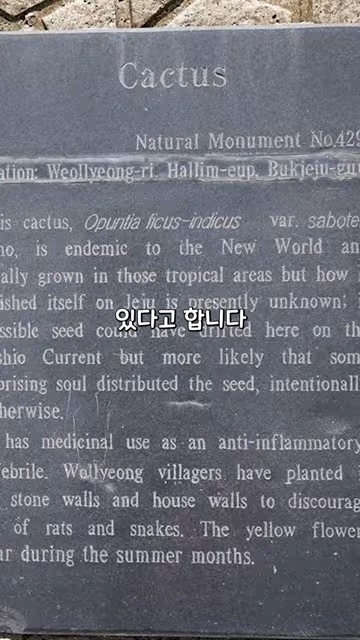 Cactus
Natural Monument No.429
ation: Weollyeong-ri, Hallim-eup, Bukjeju-gu
is cactus, Opuntia ficus-indicus var. sabote
no, is endemic to the New World an
ally grown in those tropical areas but how
ished itself on Jeju is presently unknown;
있다고 합니다
ssible seed could have drifted here on th
shio Current but more likely that som
prising soul distributed the seed, intentionall
herwise.
has medicinal use as an anti-inflammatory
ebrile. Wollyeong villagers have planted
stone walls and house walls to discourag
of rats and snakes. The yellow flower
ar during the summer months.